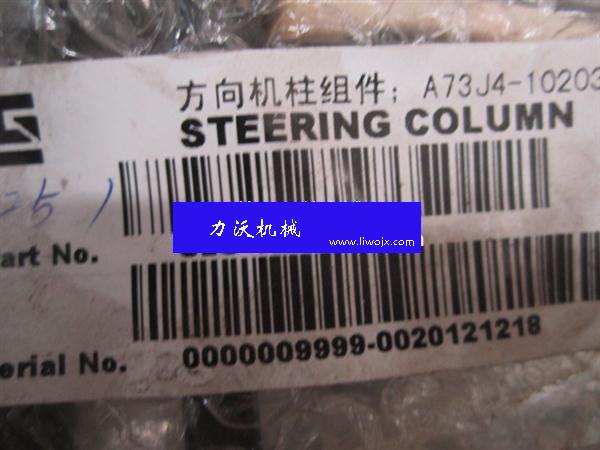 方向机柱组件; A73J4-10203
STEERING COLUMN
力沃机械
www.liwojx.com
art No.
erial No.
0000009999-0020121218